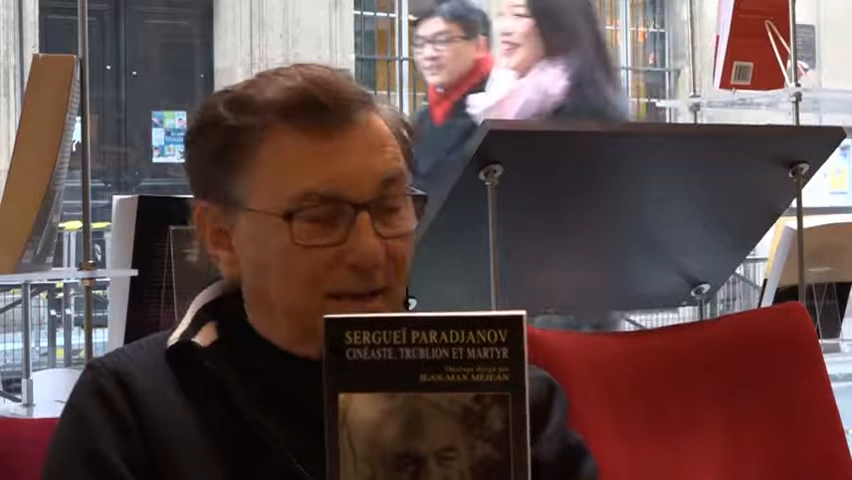 SERGUEÏ PARADJANOV
CINÉASTE, TRUBLION ET MARTYR
Ouvrage dirigé par
JEAN-MAX MÉJEAN